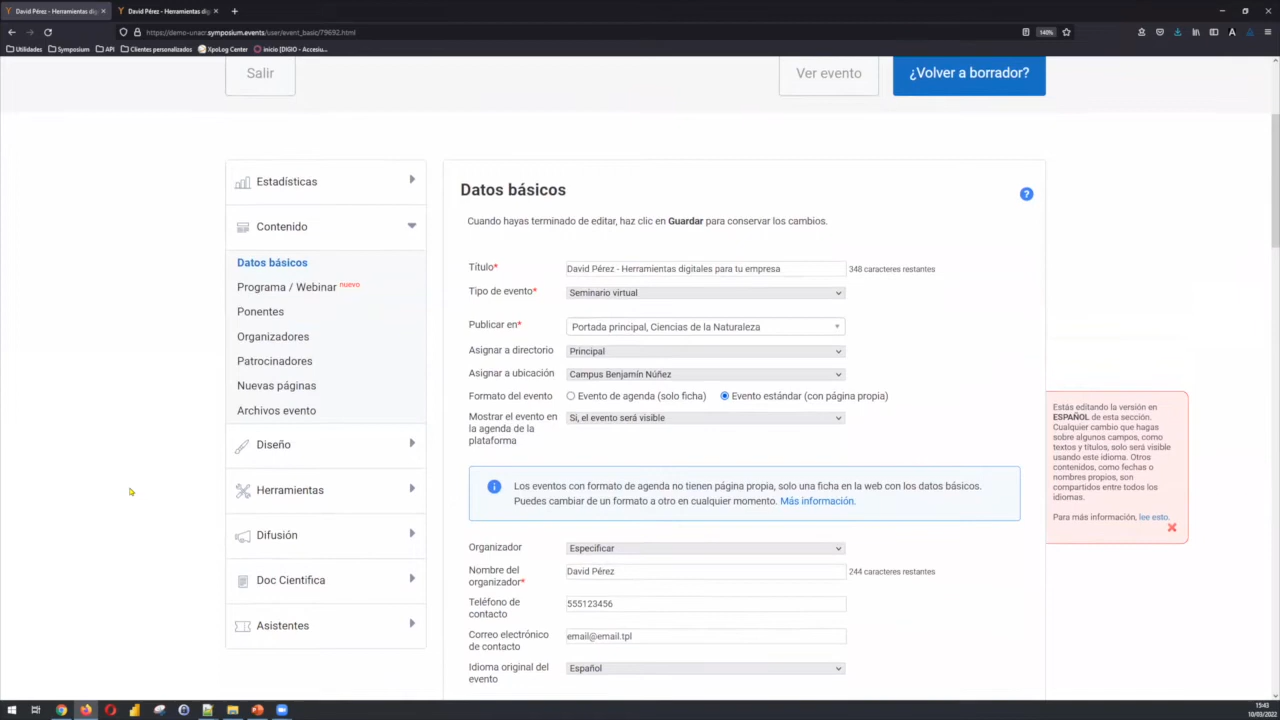 David Pérez - Herramientas dig
David Pérez - Herramientas dig
https://demo-unacr.symposium.events/user/event_basic/79692.html
140%
Utilidades
Symposium
API
Clientes personalizados
XpoLog Center
inicio [DIGIO - Accesiu...
Salir
Ver evento
¿Volver a borrador?
Estadísticas
Contenido
Datos básicos
Programa / Webinar nuevo
Ponentes
Organizadores
Patrocinadores
Nuevas páginas
Archivos evento
Diseño
Herramientas
Difusión
Doc Cientifica
Asistentes
Datos básicos
?
Cuando hayas terminado de editar, haz clic en Guardar para conservar los cambios.
Título* David Pérez - Herramientas digitales para tu empresa 348 caracteres restantes
Tipo de evento* Seminario virtual
Publicar en* Portada principal, Ciencias de la Naturaleza
Asignar a directorio Principal
Asignar a ubicación Campus Benjamín Núñez
Formato del evento Evento de agenda (solo ficha) Evento estándar (con página propia)
Mostrar el evento en Si, el evento será visible
la agenda de la
plataforma
Los eventos con formato de agenda no tienen página propia, solo una ficha en la web con los datos básicos.
Puedes cambiar de un formato a otro en cualquier momento. Más información.
Organizador Especificar
Nombre del David Pérez 244 caracteres restantes
organizador*
Teléfono de 555123456
contacto
Correo electrónico email@email.tpl
de contacto
Idioma original del Español
evento
Estás editando la versión en
ESPAÑOL de esta sección.
Cualquier cambio que hagas
sobre algunos campos, como
textos y títulos, solo será visible
usando este idioma. Otros
contenidos, como fechas o
nombres propios, son
compartidos entre todos los
idiomas.
Para más información, lee esto.
15:43
10/03/2022